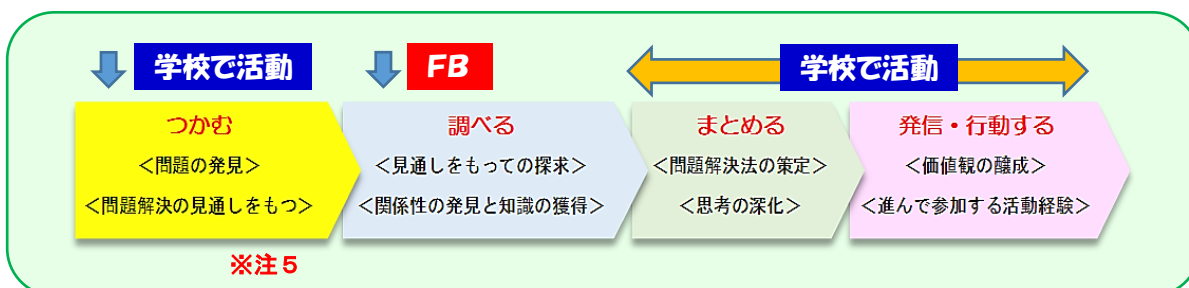 学校で活動
FB
学校で活動
つかむ
<問題の発見>
<問題解決の見通しをもつ>
調べる
<見通しをもっての探求>
<関係性の発見と知識の獲得>
まとめる
<問題解決法の策定>
<思考の深化>
発信・行動する
<価値観の醸成>
<進んで参加する活動経験>
※注5